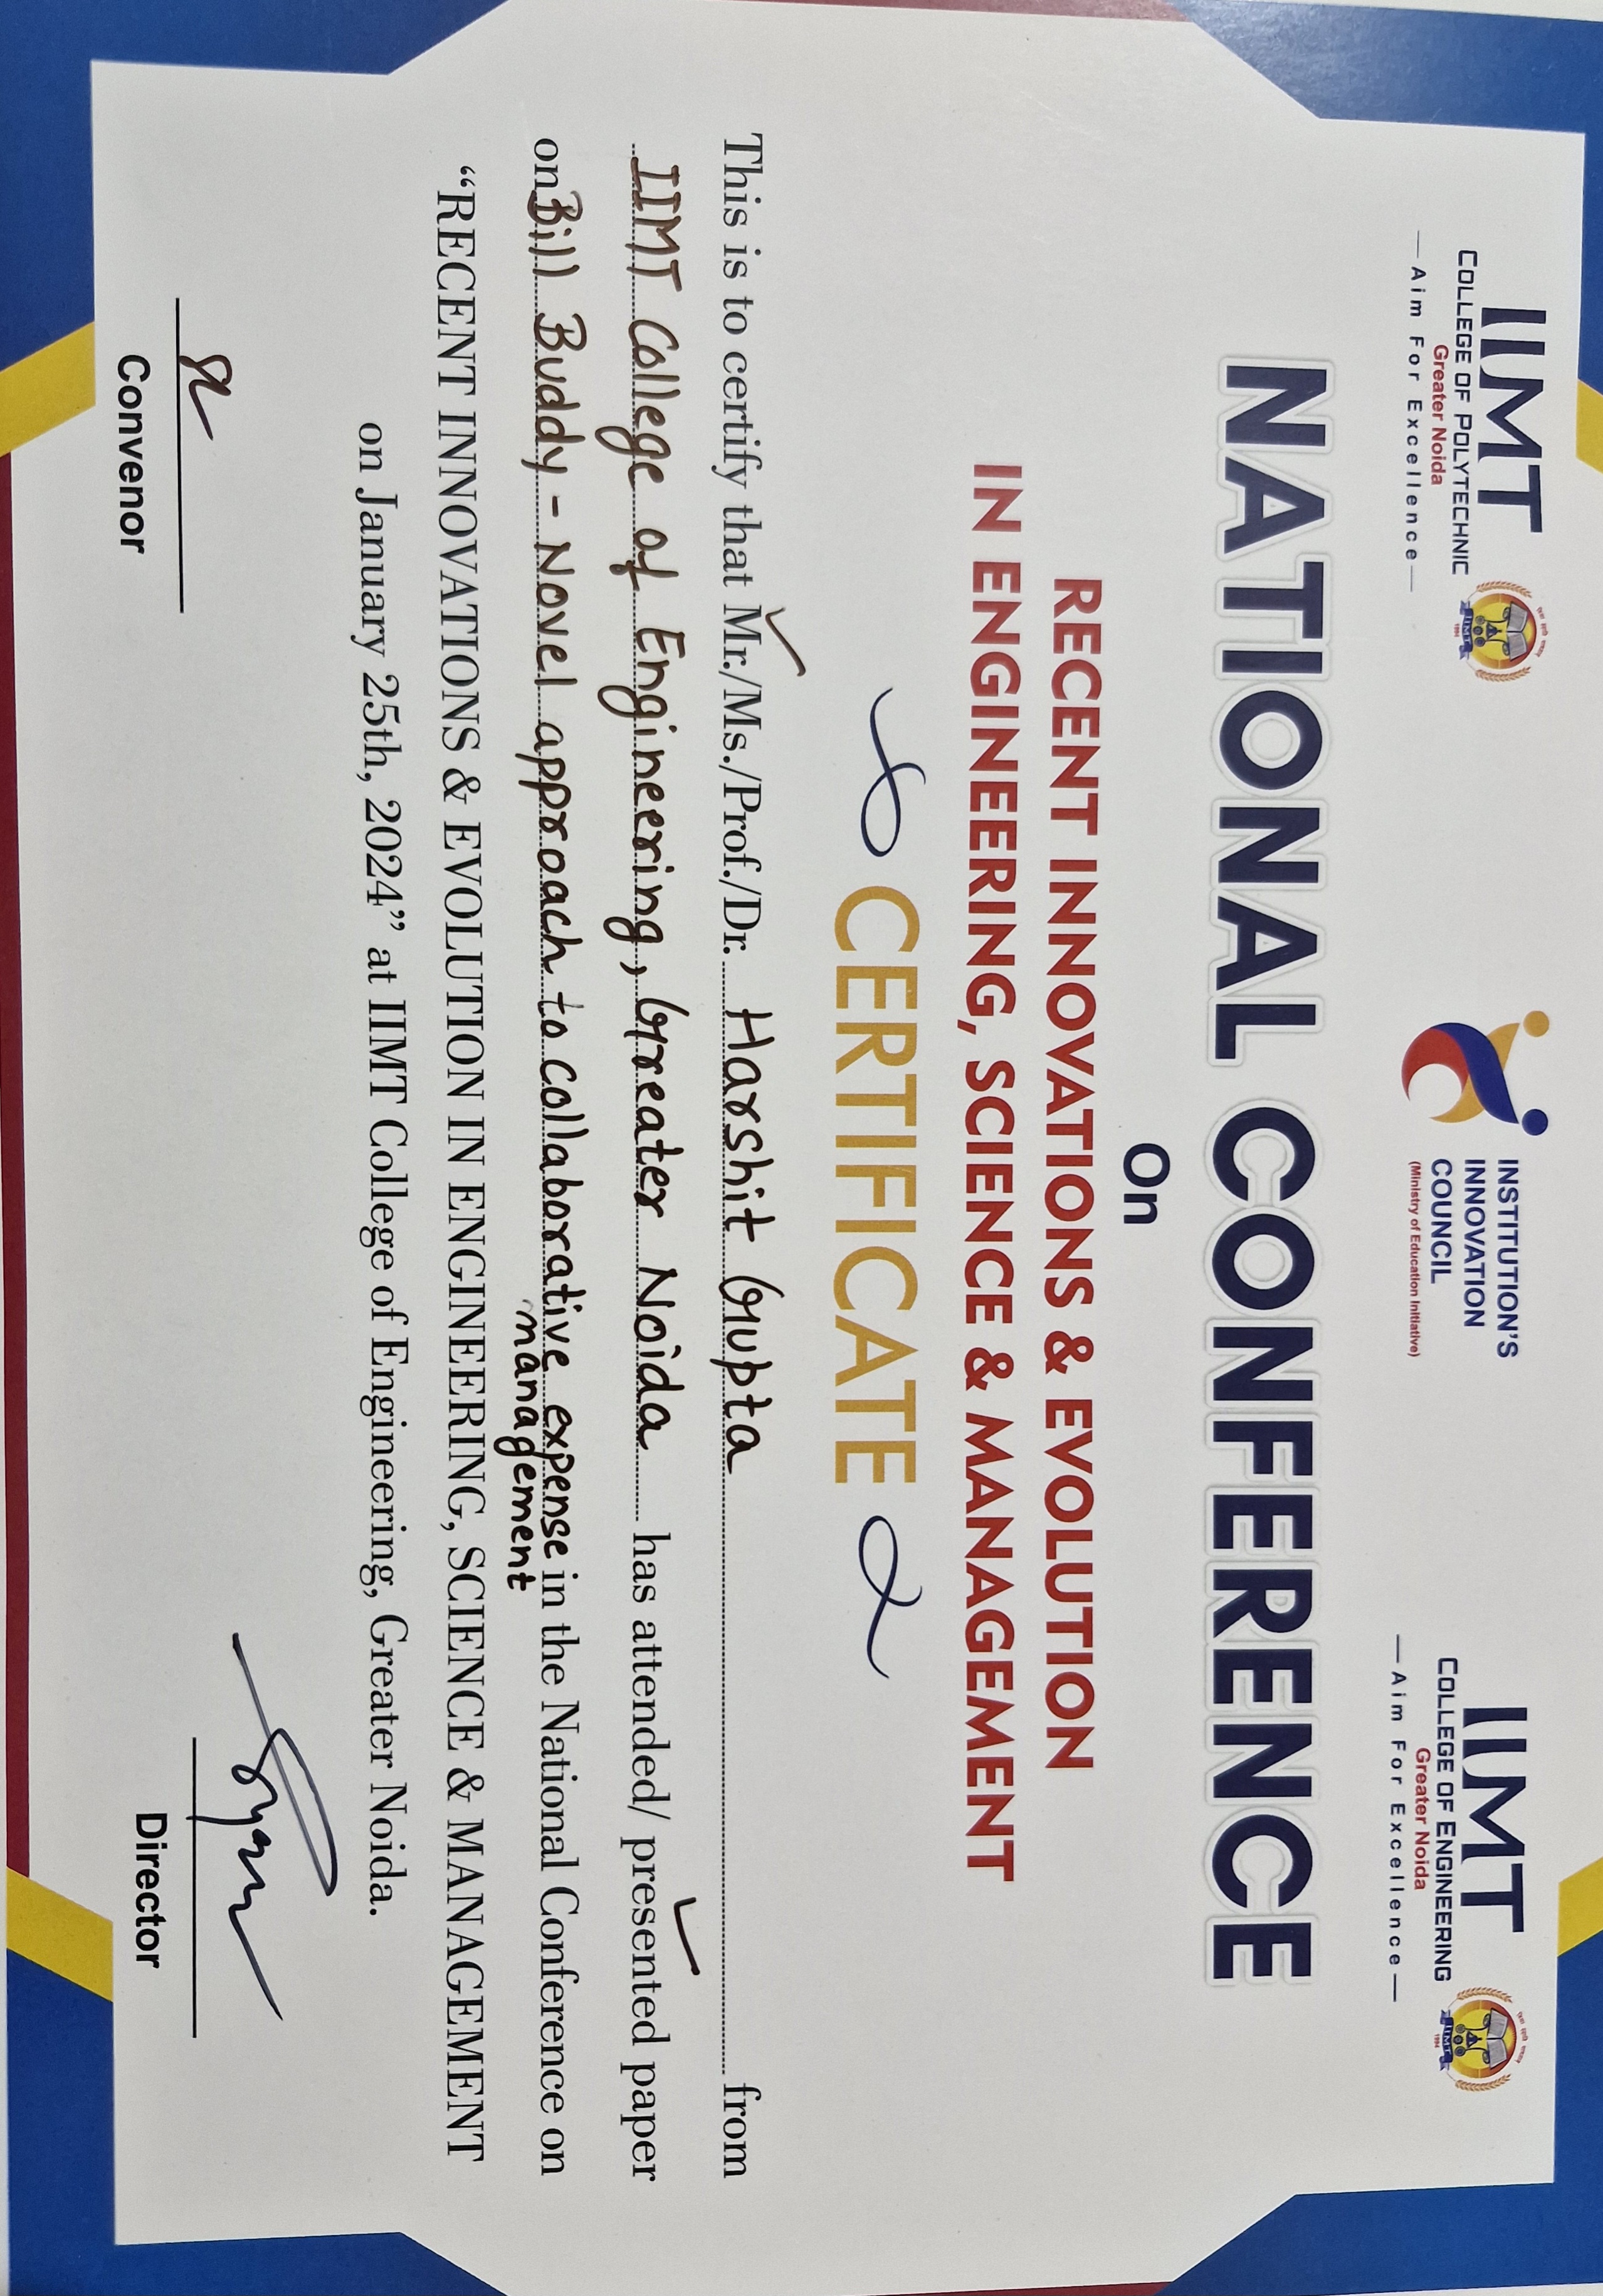 IIMT
COLLEGE OF POLYTECHNIC
Greater Noida
Aim For Excellence
IIMT
1994
INSTITUTION'S
INNOVATION
COUNCIL
(Ministry of Education Initiative)
IIMT
COLLEGE OF ENGINEERING
Greater Noida
Aim For Excellence
IIMT
1994
NATIONAL CONFERENCE
On
RECENT INNOVATIONS & EVOLUTION
IN ENGINEERING, SCIENCE & MANAGEMENT
CERTIFICATE
This is to certify that Mr./Ms./Prof./Dr. Harshit Gupta from
IIMT College of Engineering, Greater Noida has attended/ presented paper
on Bill Buddy - Novel approach to collaborative expense in the National Conference on
management
“RECENT INNOVATIONS & EVOLUTION IN ENGINEERING, SCIENCE & MANAGEMENT
on January 25th, 2024” at IIMT College of Engineering, Greater Noida.
Convenor
Director